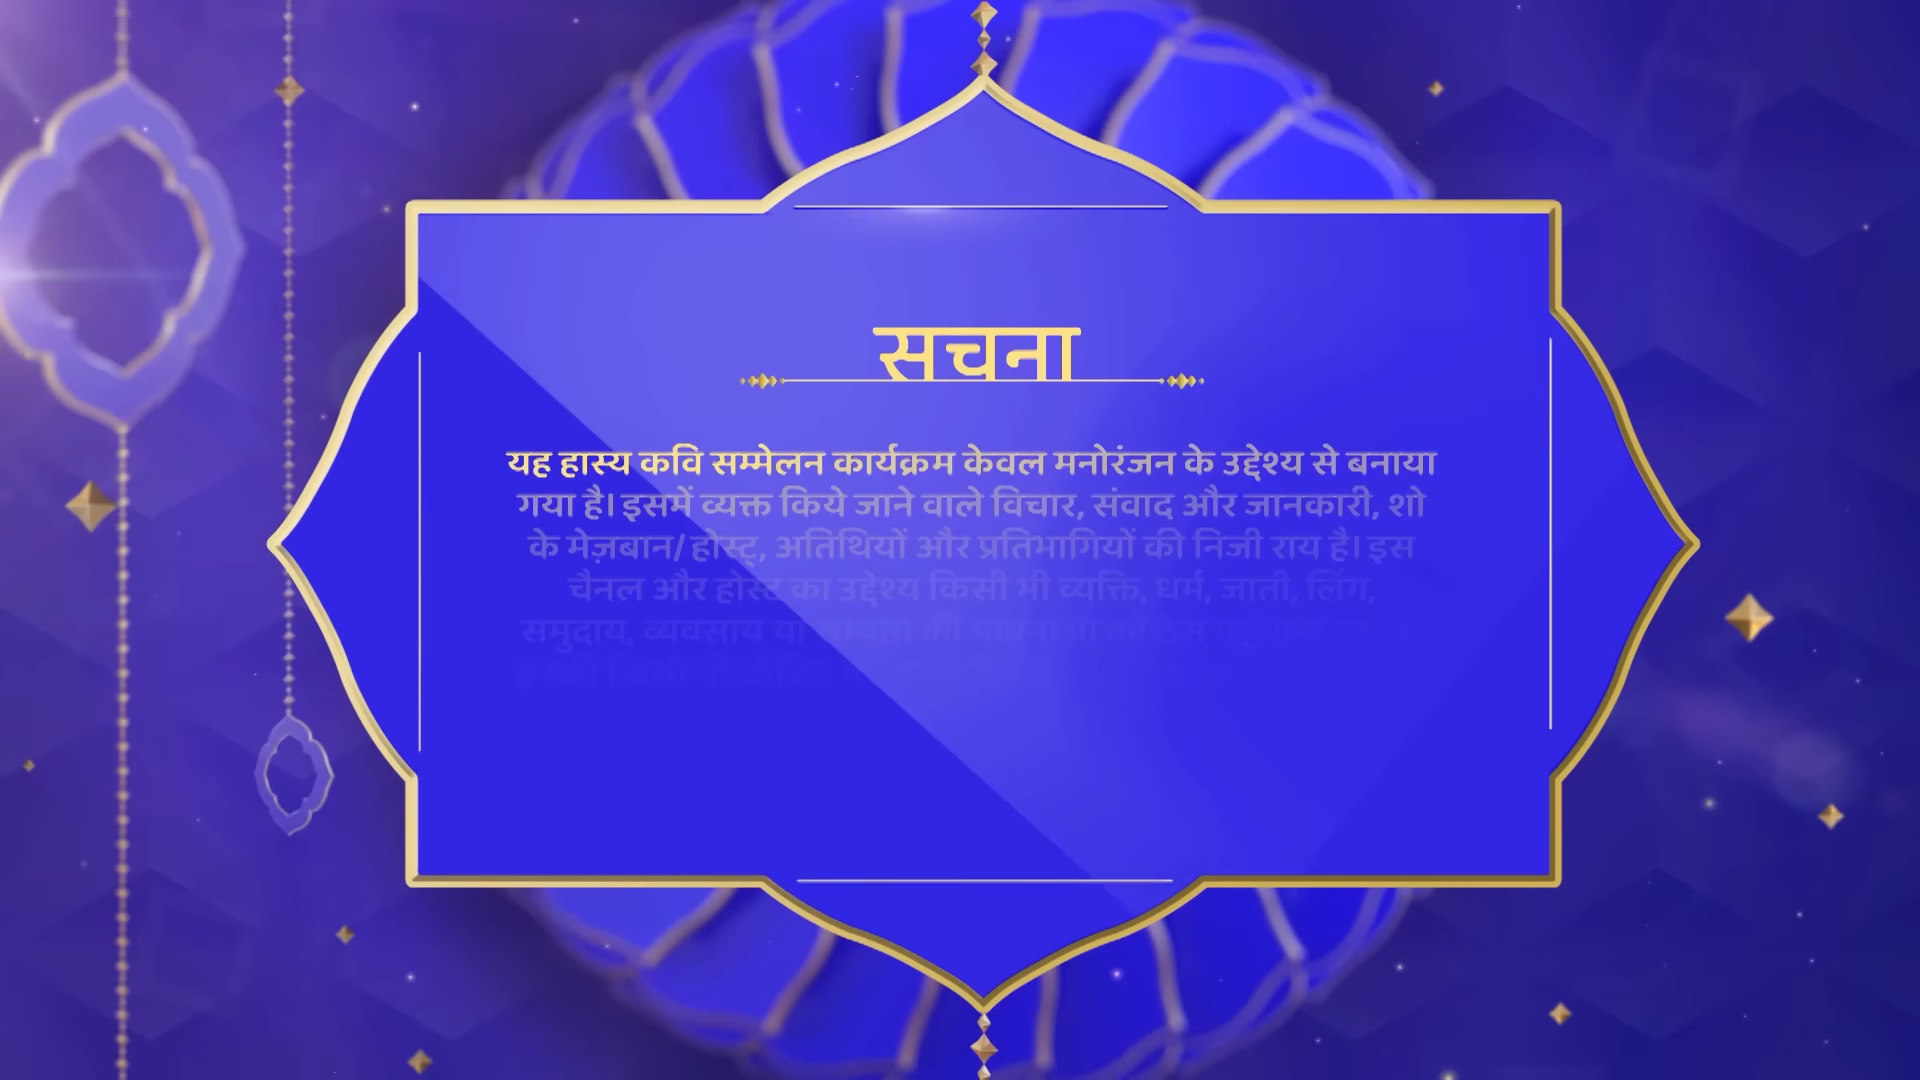 सचना
यह हास्य कवि सम्मेलन कार्यक्रम केवल मनोरंजन के उद्देश्य से बनाया
गया है। इसमें व्यक्त किये जाने वाले विचार, संवाद और जानकारी, शो
के मेज़बान/ होस्ट्, अतिथियों और प्रतिभागियों की निजी राय है। इस
चैनल और होस्ट का उद्देश्य किसी भी व्यक्ति, धर्म, जाती, लिंग,
समुदाय, व्यवसाय या